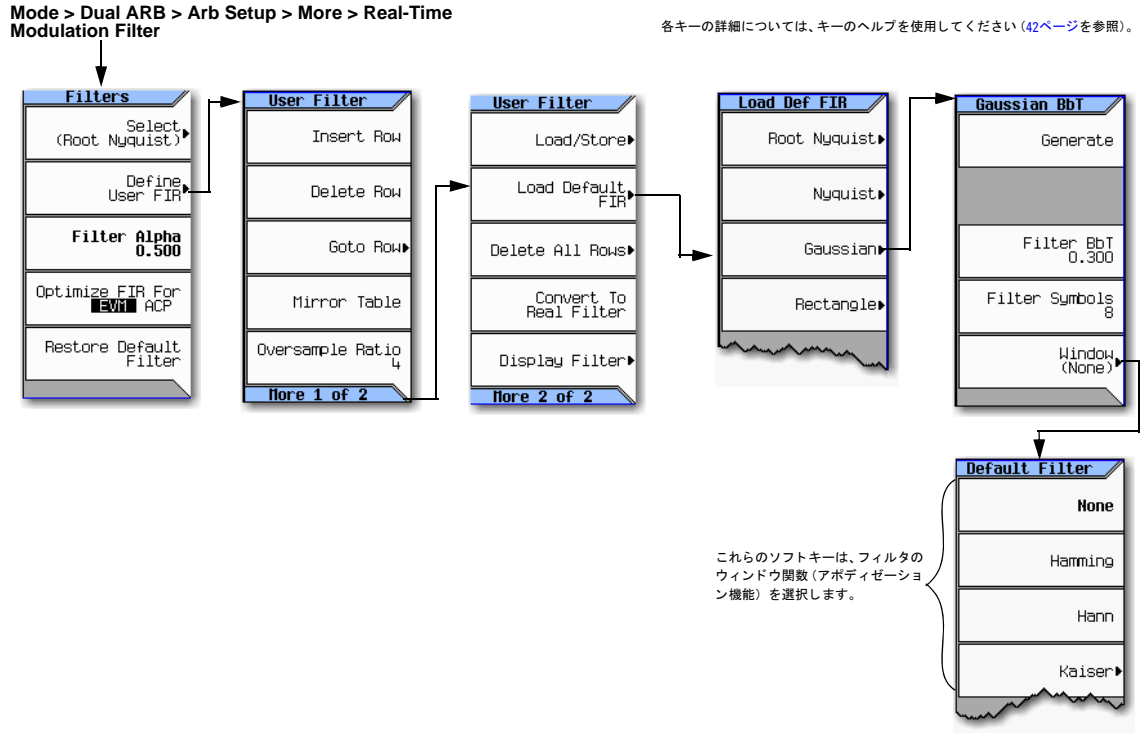 Mode > Dual ARB > Arb Setup > More > Real-Time
Modulation Filter
各キーの詳細については、キーのヘルプを使用してください（42ページを参照）。
Filters
Select
(Root Nyquist)
Define
User FIR
Filter Alpha
0.500
Optimize FIR For
EVM ACP
Restore Default
Filter
User Filter
Insert Row
Delete Row
Goto Row
Mirror Table
Oversample Ratio
4
More 1 of 2
User Filter
Load/Store
Load Default
FIR
Delete All Rows
Convert To
Real Filter
Display Filter
More 2 of 2
Load Def FIR
Root Nyquist
Nyquist
Gaussian
Rectangle
Gaussian BbT
Generate
Filter BbT
0.300
Filter Symbols
8
Window
(None)
Default Filter
None
Hamming
Hann
Kaiser
これらのソフトキーは、フィルタの
ウィンドウ関数（アポディゼーショ
ン機能）を選択します。